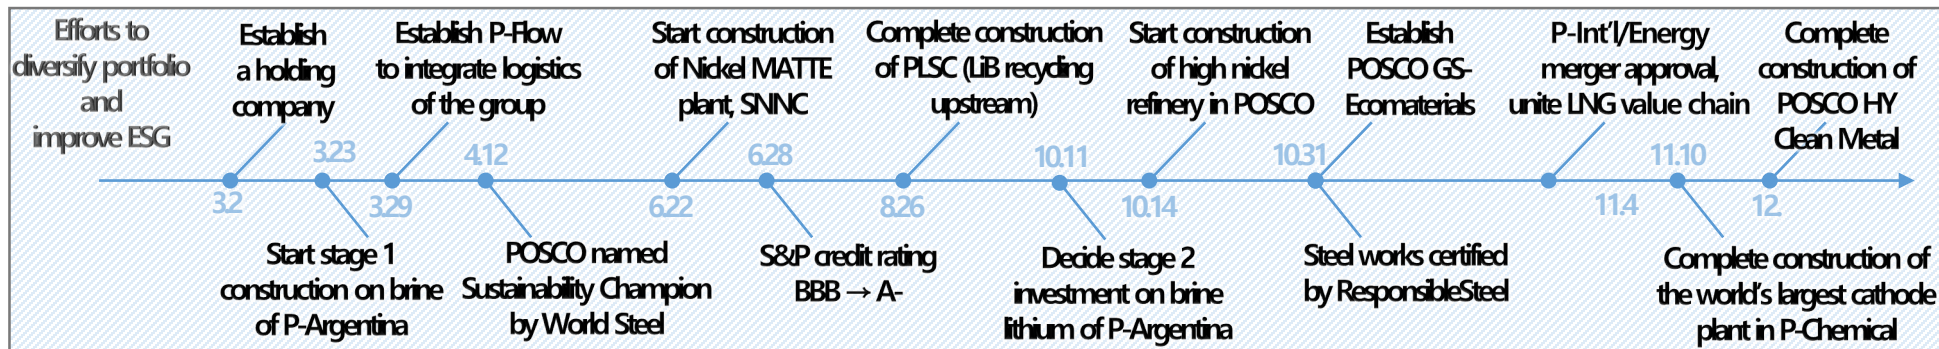 Efforts to
diversify portfolio
and
improve ESG
Establish
a holding
company
3.2
3.23
Start stage 1
construction on brine
of P-Argentina
Establish P-Flow
to integrate logistics
of the group
3.29
4.12
POSCO named
Sustainability Champion
by World Steel
Start construction
of Nickel MATTE
plant, SNNC
6.22
6.28
S&P credit rating
BBB → A-
Complete construction
of PLSC (LiB recycling
upstream)
8.26
10.11
Decide stage 2
investment on brine
lithium of P-Argentina
Start construction
of high nickel
refinery in POSCO
10.14
Establish
POSCO GS-
Ecomaterials
10.31
Steel works certified
by ResponsibleSteel
P-Int'l/Energy
merger approval,
unite LNG value chain
11.4
11.10
Complete construction of
the world's largest cathode
plant in P-Chemical
Complete
construction of
POSCO HY
Clean Metal
12.